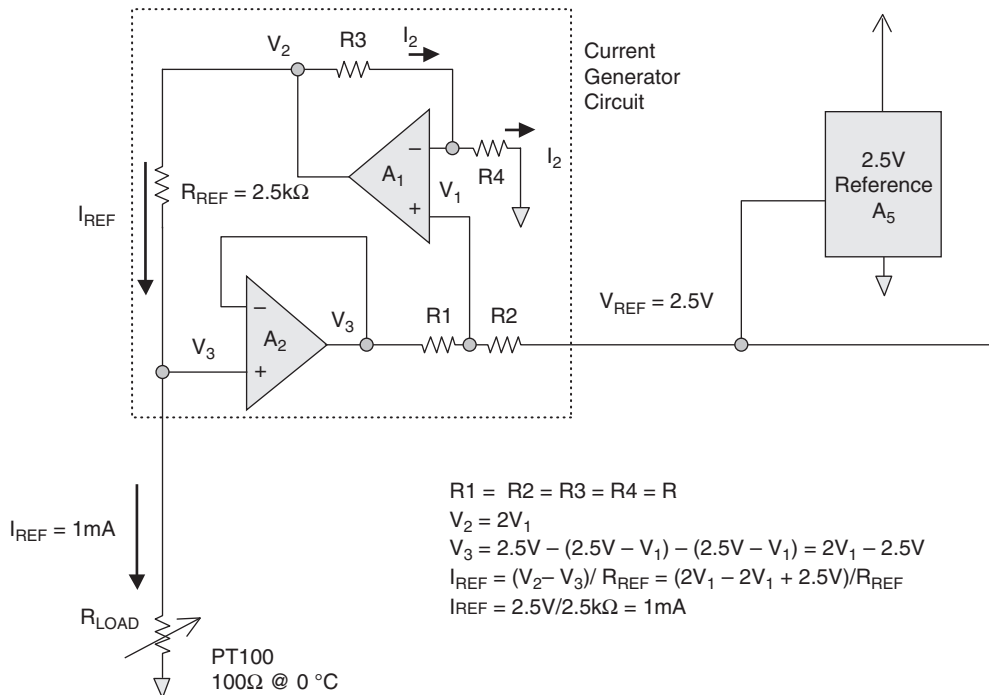 V2
R3
I2
Current
Generator
Circuit
−
R4
I2
A1
V1
+
RREF = 2.5kΩ
IREF
2.5V
Reference
A5
VREF = 2.5V
−
V3
R1
R2
A2
V3
+
R1 = R2 = R3 = R4 = R
V2 = 2V1
V3 = 2.5V – (2.5V – V1) – (2.5V – V1) = 2V1 – 2.5V
IREF = (V2– V3)/ RREF = (2V1 – 2V1 + 2.5V)/RREF
IREF = 2.5V/2.5kΩ = 1mA
IREF = 1mA
RLOAD
PT100
100Ω @ 0 °C